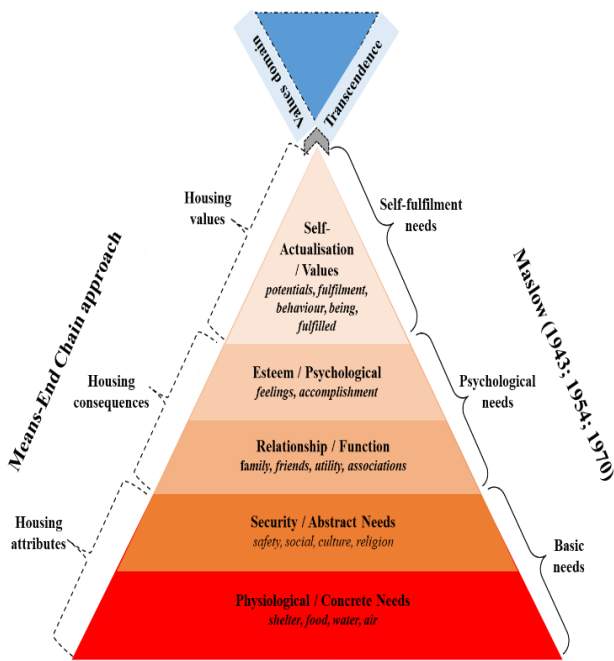 Values domain
Transcendence
Housing
values
Self-fulfilment
needs
Self-
Actualisation
/ Values
potentials, fulfilment,
behaviour, being,
fulfilled
Means-End Chain approach
Maslow (1943; 1954; 1970)
Housing
consequences
Esteem / Psychological
feelings, accomplishment
Psychological
needs
Relationship / Function
family, friends, utility, associations
Housing
attributes
Security / Abstract Needs
safety, social, culture, religion
Basic
needs
Physiological / Concrete Needs
shelter, food, water, air